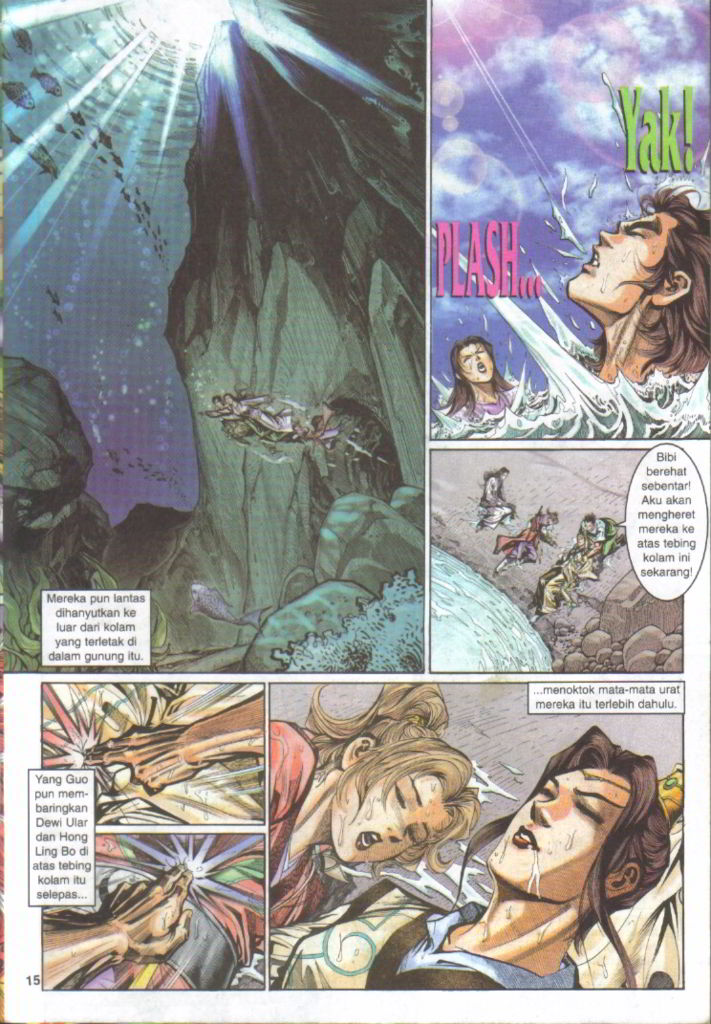 Mereka pun lantas
dihanyutkan ke
luar dari kolam
yang terletak di
dalam gunung itu.
Yak!
PLASH...
Bibi
berehat
sebentar!
Aku akan
mengheret
mereka ke
atas tebing
kolam ini
sekarang!
Yang Guo
pun mem-
baringkan
Dewi Ular
dan Hong
Ling Bo di
atas tebing
kolam itu
selepas...
...menotok mata-mata urat
mereka itu terlebih dahulu.
15